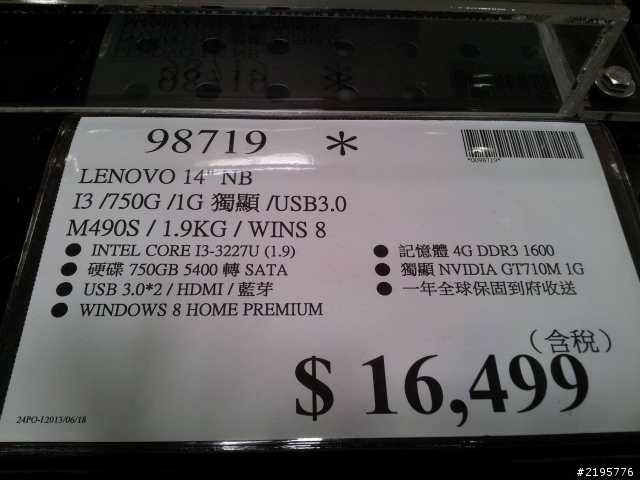 98719 *
*0098719*
LENOVO 14" NB
I3 /750G /1G 獨顯 /USB3.0
M490S / 1.9KG / WINS 8
● INTEL CORE I3-3227U (1.9)
● 硬碟 750GB 5400 轉 SATA
● USB 3.0*2 / HDMI / 藍芽
● WINDOWS 8 HOME PREMIUM
● 記憶體 4G DDR3 1600
● 獨顯 NVIDIA GT710M 1G
● 一年全球保固到府收送
(含稅)
$ 16,499
24PO-12013/06/18
#2195776